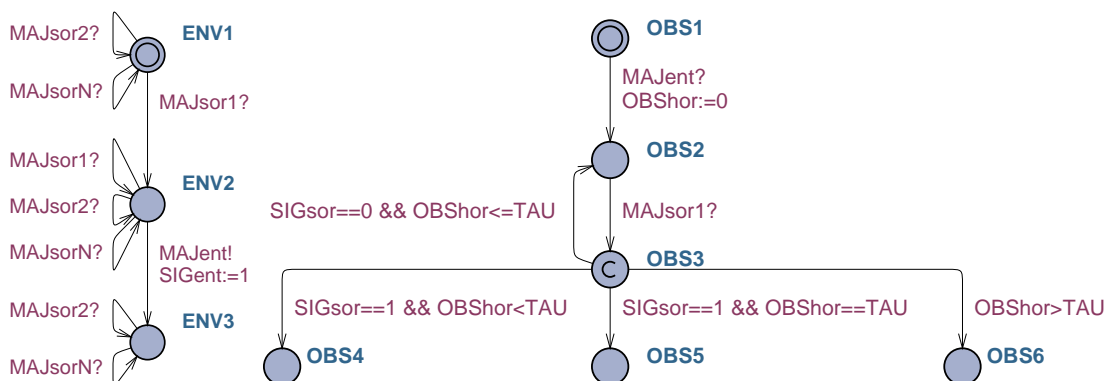 MAJsor2?
ENV1
MAJsorN?
MAJsor1?
MAJsor1?
ENV2
MAJsor2?
MAJsorN?
MAJent!
SIGent:=1
MAJsor2?
ENV3
MAJsorN?
OBS1
MAJent?
OBShor:=0
OBS2
SIGsor==0 && OBShor<=TAU
MAJsor1?
OBS3
C
SIGsor==1 && OBShor<TAU
SIGsor==1 && OBShor==TAU
OBShor>TAU
OBS4
OBS5
OBS6